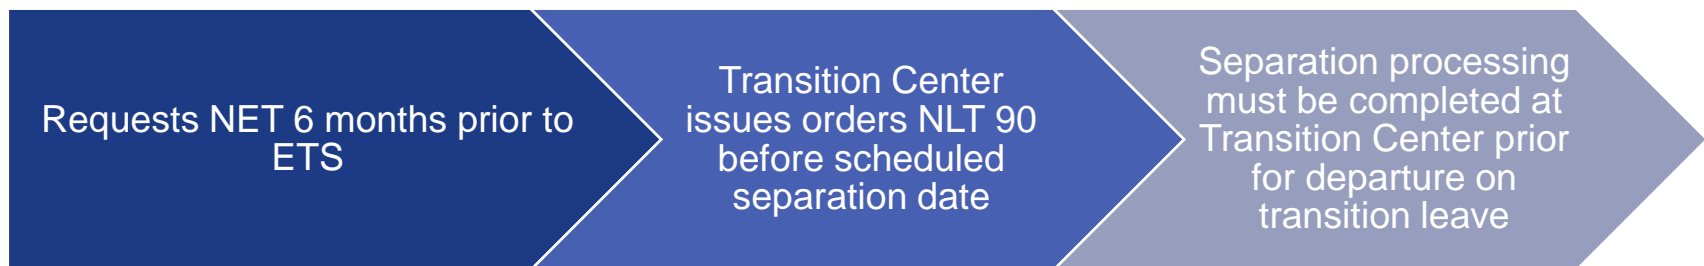 Requests NET 6 months prior to
ETS
Transition Center
issues orders NLT 90
before scheduled
separation date
Separation processing
must be completed at
Transition Center prior
for departure on
transition leave